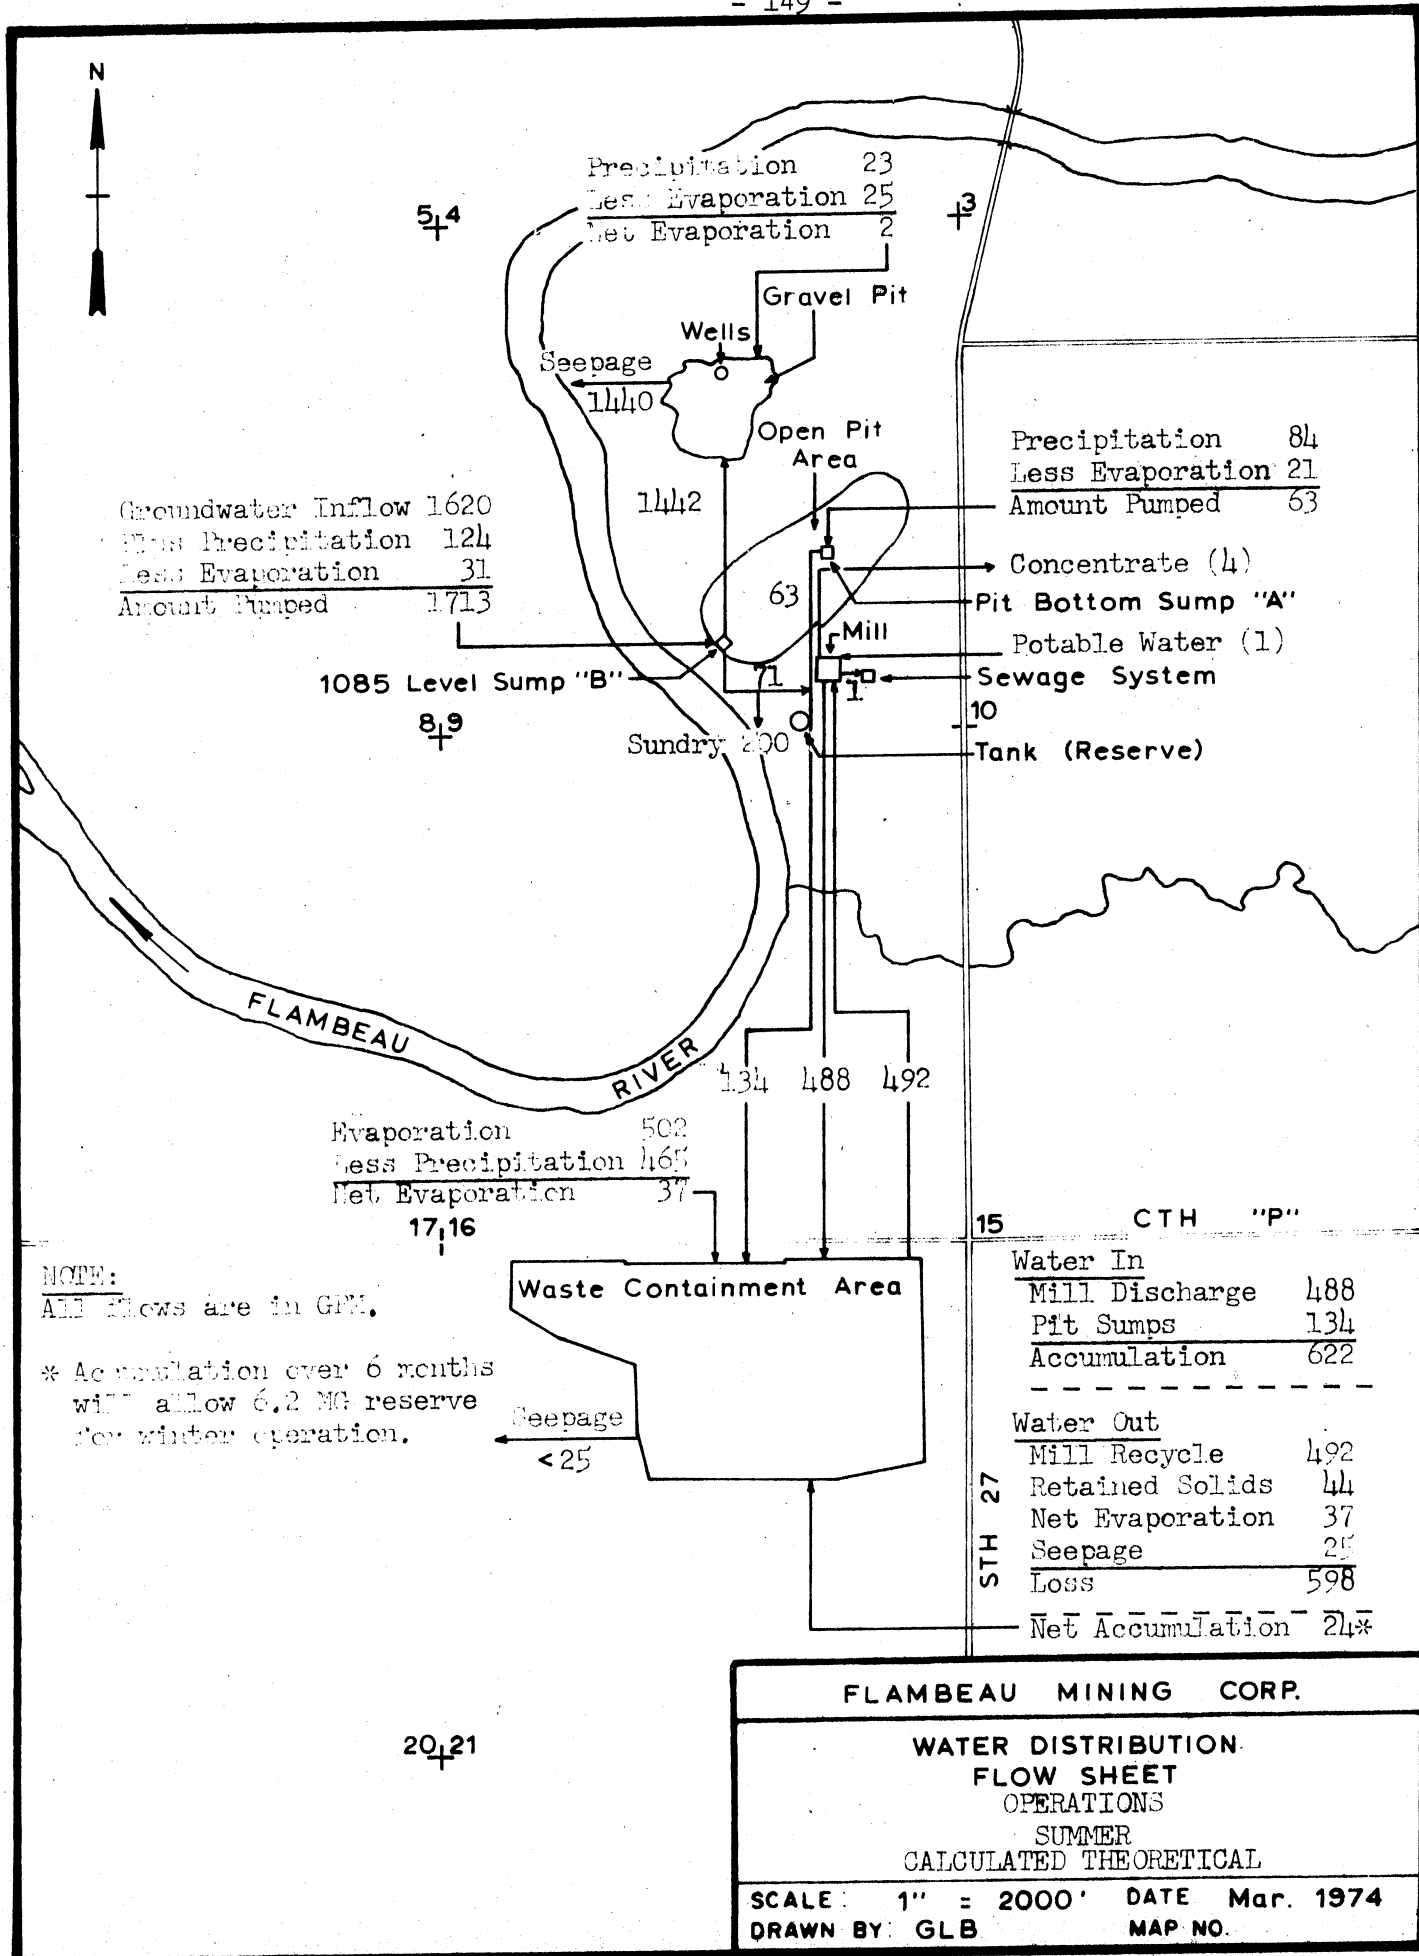 - 149 -
N
Precipitation 23
Less Evaporation 25
Net Evaporation 2
5 4
3
Gravel Pit
Wells
Seepage
1440
Open Pit
Area
Precipitation 84
Less Evaporation 21
Amount Pumped 63
1442
Groundwater Inflow 1620
Plus Precipitation 124
Less Evaporation 31
Amount Pumped 1713
63
Concentrate (4)
Pit Bottom Sump "A"
Mill
Potable Water (1)
1085 Level Sump "B"
71
1
Sewage System
8 9
10
Sundry 200
Tank (Reserve)
FLAMBEAU
RIVER
134 488 492
Evaporation 502
Less Precipitation 465
Net Evaporation 37
17 16
15
CTH "P"
NOTE:
All flows are in GPM.
* Accumulation over 6 months
will allow 6.2 MG reserve
for winter operation.
Waste Containment Area
Seepage
<25
Water In
Mill Discharge 488
Pit Sumps 134
Accumulation 622
Water Out
Mill Recycle 492
Retained Solids 44
Net Evaporation 37
Seepage 25
Loss 598
Net Accumulation 24*
STH 27
20 21
FLAMBEAU MINING CORP.
WATER DISTRIBUTION
FLOW SHEET
OPERATIONS
SUMMER
CALCULATED THEORETICAL
SCALE: 1" = 2000' DATE Mar. 1974
DRAWN BY: GLB MAP NO.